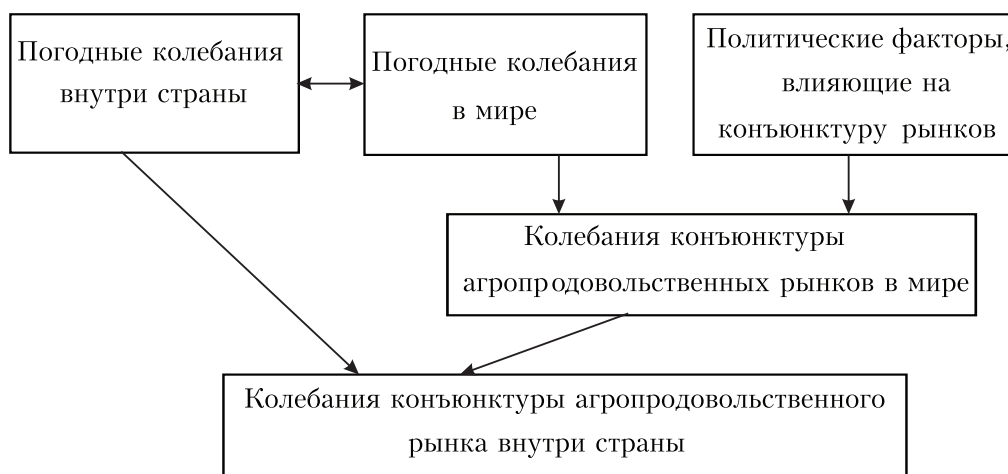 Погодные колебания
внутри страны
Погодные колебания
в мире
Политические факторы,
влияющие на
конъюнктуру рынков
Колебания конъюнктуры
агропродовольственных рынков в мире
Колебания конъюнктуры агропродовольственного
рынка внутри страны